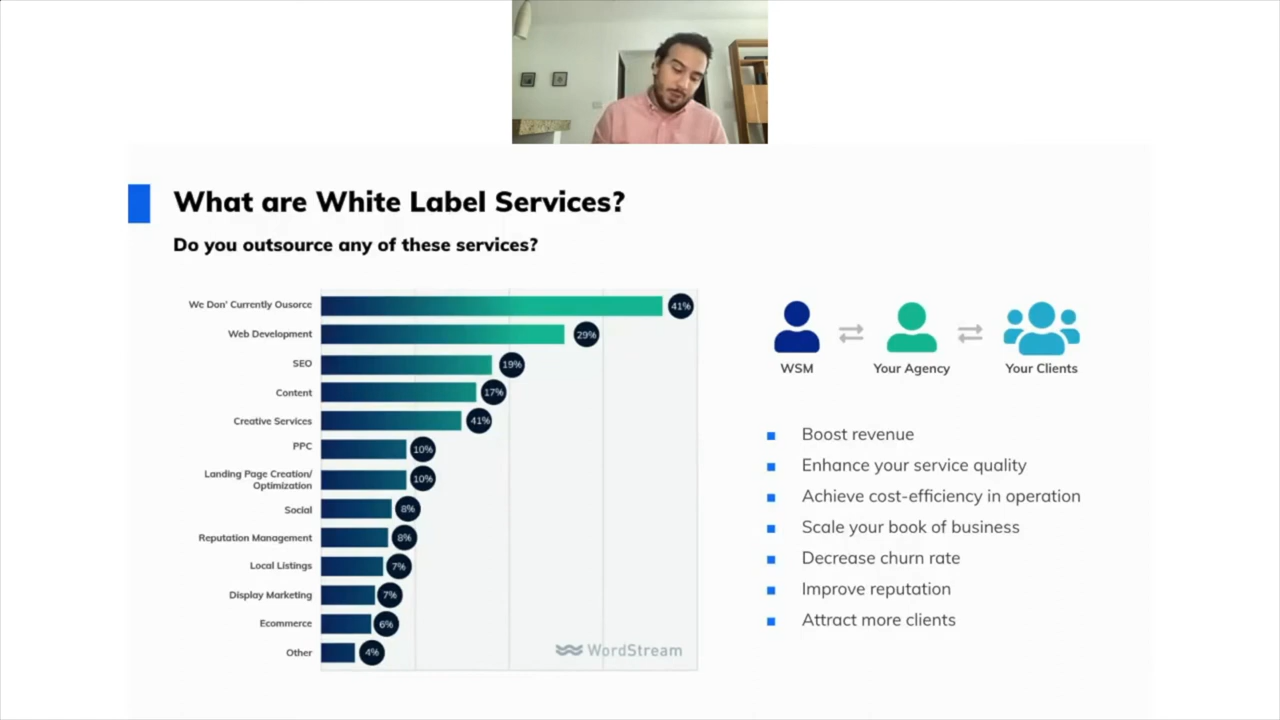 What are White Label Services?
Do you outsource any of these services?
We Don' Currently Ousorce
41%
Web Development
29%
SEO
19%
Content
17%
Creative Services
41%
PPC
10%
Landing Page Creation/
Optimization
10%
Social
8%
Reputation Management
8%
Local Listings
7%
Display Marketing
7%
Ecommerce
6%
Other
4%
WordStream
WSM
Your Agency
Your Clients
Boost revenue
Enhance your service quality
Achieve cost-efficiency in operation
Scale your book of business
Decrease churn rate
Improve reputation
Attract more clients